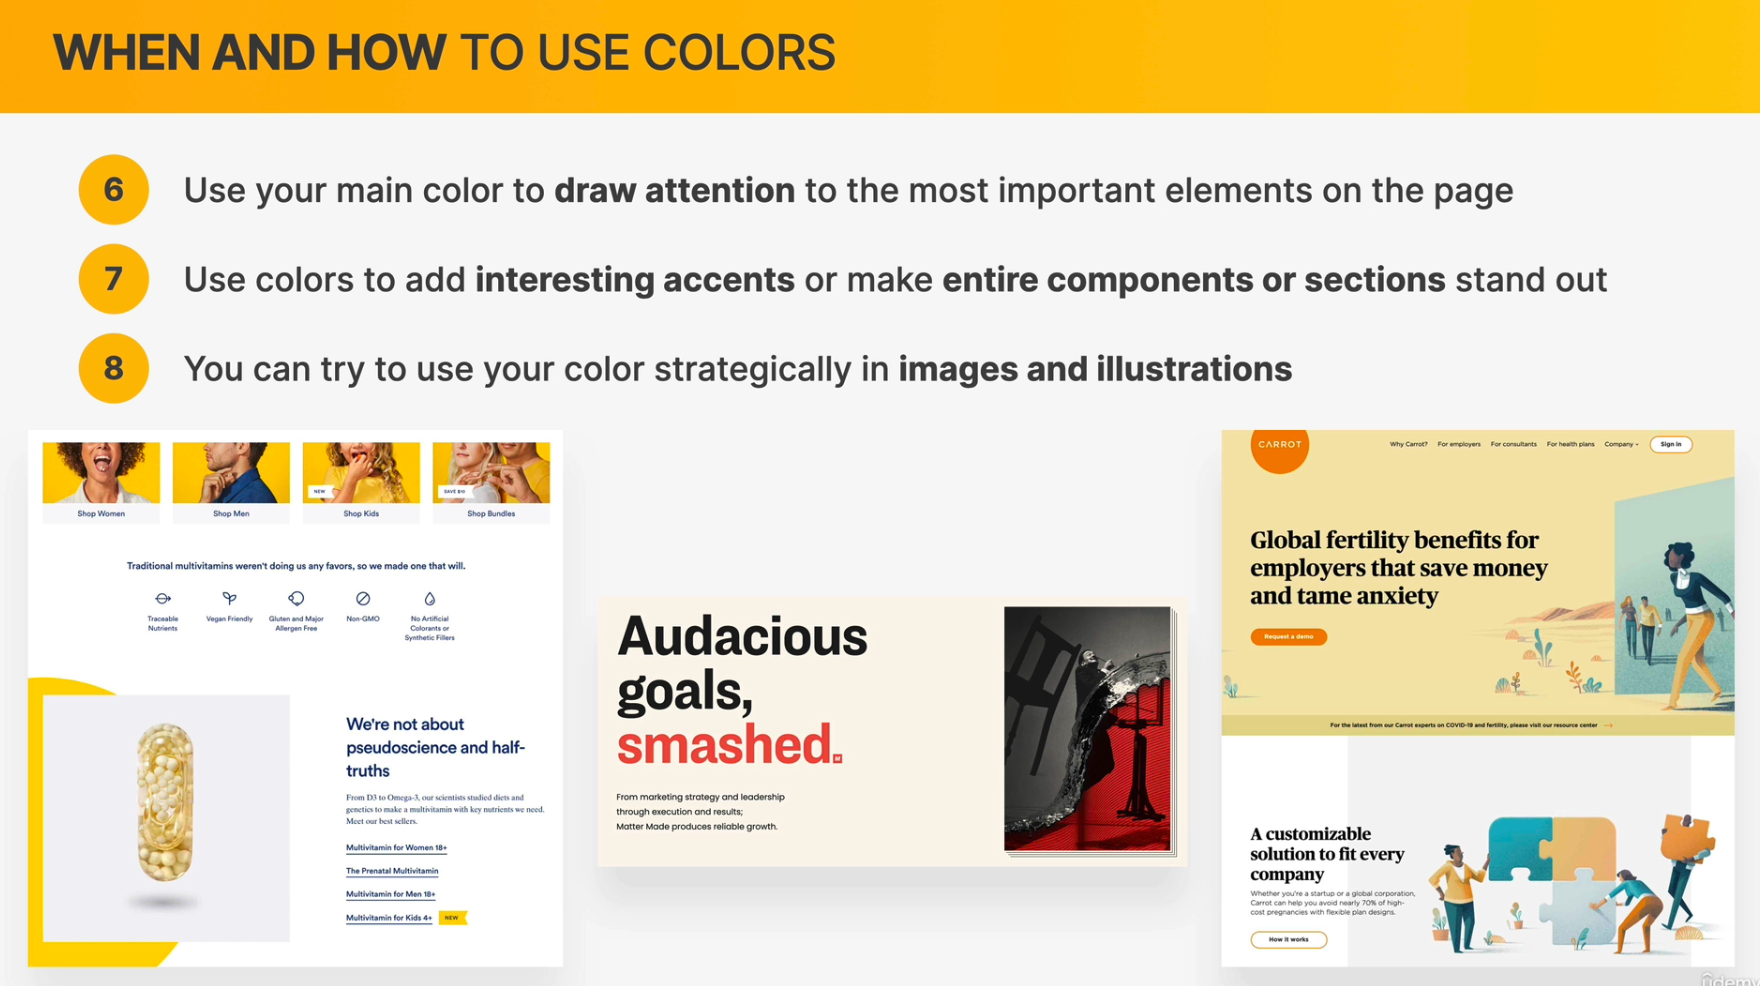 WHEN AND HOW TO USE COLORS
6 Use your main color to draw attention to the most important elements on the page
7 Use colors to add interesting accents or make entire components or sections stand out
8 You can try to use your color strategically in images and illustrations
NEW
SAVE $10
Shop Women Shop Men Shop Kids Shop Bundles
Traditional multivitamins weren't doing us any favors, so we made one that will.
Traceable
Nutrients
Vegan Friendly
Gluten and Major
Allergen Free
Non-GMO
No Artificial
Colorants or
Synthetic Fillers
We're not about
pseudoscience and half-
truths
From D3 to Omega-3, our scientists studied diets and
genetics to make a multivitamin with key nutrients we need.
Meet our best sellers.
Multivitamin for Women 18+
The Prenatal Multivitamin
Multivitamin for Men 18+
Multivitamin for Kids 4+ NEW
Audacious
goals,
smashed.
From marketing strategy and leadership
through execution and results;
Matter Made produces reliable growth.
CARROT
Why Carrot? For employers For consultants For health plans Company Sign in
Global fertility benefits for
employers that save money
and tame anxiety
Request a demo
For the latest from our Carrot experts on COVID-19 and fertility, please visit our resource center →
A customizable
solution to fit every
company
Whether you're a startup or a global corporation,
Carrot can help you avoid nearly 70% of high-
cost pregnancies with flexible plan designs.
How it works
ûdemy